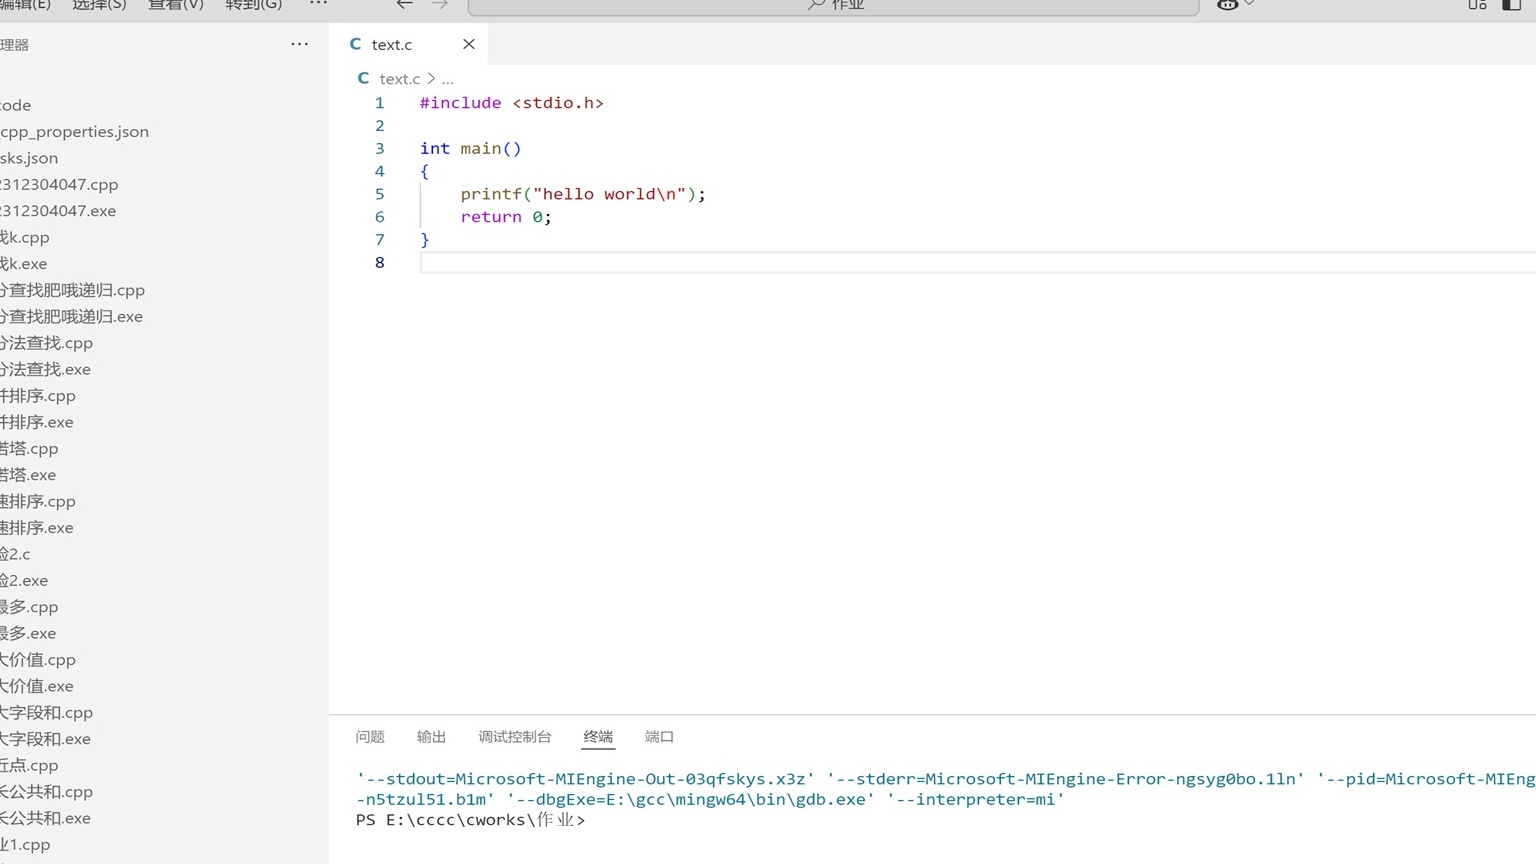 编辑(E) 选择(S) 查看(V) 转到(G) ··· 作业
理器 ···
text.c
text.c > ...
code
cpp_properties.json
sks.json
2312304047.cpp
2312304047.exe
找k.cpp
找k.exe
分查找肥哦递归.cpp
分查找肥哦递归.exe
分法查找.cpp
分法查找.exe
并排序.cpp
并排序.exe
诺塔.cpp
诺塔.exe
速排序.cpp
速排序.exe
验2.c
验2.exe
最多.cpp
最多.exe
大价值.cpp
大价值.exe
大字段和.cpp
大字段和.exe
近点.cpp
长公共和.cpp
长公共和.exe
业1.cpp
1 #include <stdio.h>
2
3 int main()
4 {
5 printf("hello world\n");
6 return 0;
7 }
8
问题 输出 调试控制台 终端 端口
'--stdout=Microsoft-MIEngine-Out-03qfskys.x3z' '--stderr=Microsoft-MIEngine-Error-ngsyg0bo.1ln' '--pid=Microsoft-MIEng
-n5tzul51.b1m' '--dbgExe=E:\gcc\mingw64\bin\gdb.exe' '--interpreter=mi'
PS E:\cccc\cworks\作业>